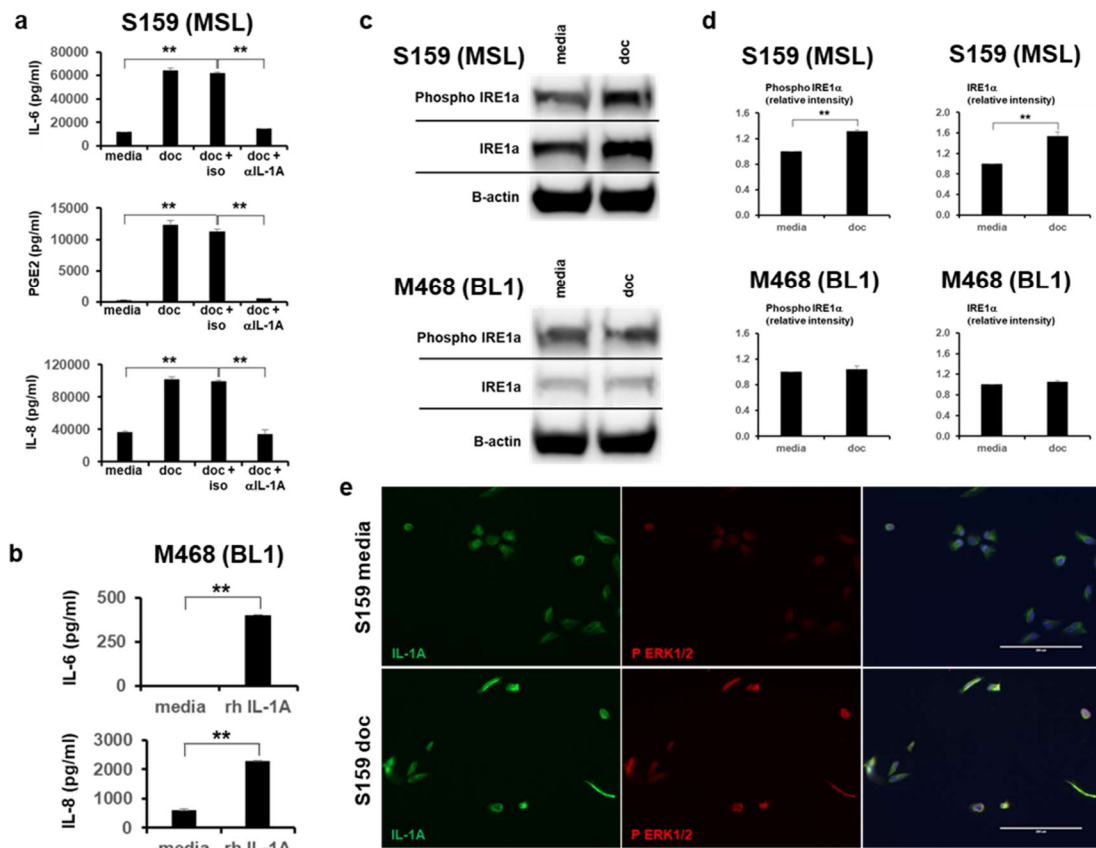 a
S159 (MSL)
IL-6 (pg/ml)
80000
60000
40000
20000
0
**
**
media
doc
doc +
iso
doc +
αIL-1A
PGE2 (pg/ml)
15000
10000
5000
0
**
**
media
doc
doc +
iso
doc +
αIL-1A
IL-8 (pg/ml)
120000
80000
40000
0
**
**
media
doc
doc +
iso
doc +
αIL-1A
b
M468 (BL1)
IL-6 (pg/ml)
500
250
0
**
media
rh IL-1A
IL-8 (pg/ml)
3000
2000
1000
0
**
media
rh IL-1A
c
S159 (MSL)
media
doc
Phospho IRE1a
IRE1a
B-actin
M468 (BL1)
media
doc
Phospho IRE1a
IRE1a
B-actin
d
S159 (MSL)
Phospho IRE1α
(relative intensity)
1.6
1.2
0.8
0.4
0.0
**
media
doc
S159 (MSL)
IRE1α
(relative intensity)
2.0
1.6
1.2
0.8
0.4
0.0
**
media
doc
M468 (BL1)
Phospho IRE1α
(relative intensity)
1.6
1.2
0.8
0.4
0.0
media
doc
M468 (BL1)
IRE1α
(relative intensity)
2.0
1.6
1.2
0.8
0.4
0.0
media
doc
e
S159 media
IL-1A
P ERK1/2
S159 doc
IL-1A
P ERK1/2